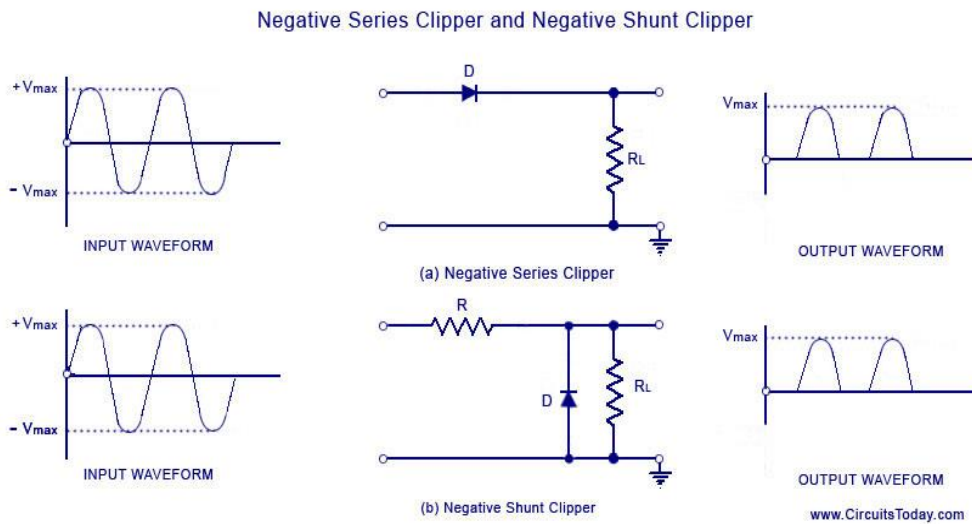 Negative Series Clipper and Negative Shunt Clipper
+Vmax
- Vmax
INPUT WAVEFORM
D
RL
(a) Negative Series Clipper
Vmax
OUTPUT WAVEFORM
+Vmax
- Vmax
INPUT WAVEFORM
R
D
RL
(b) Negative Shunt Clipper
Vmax
OUTPUT WAVEFORM
www.CircuitsToday.com